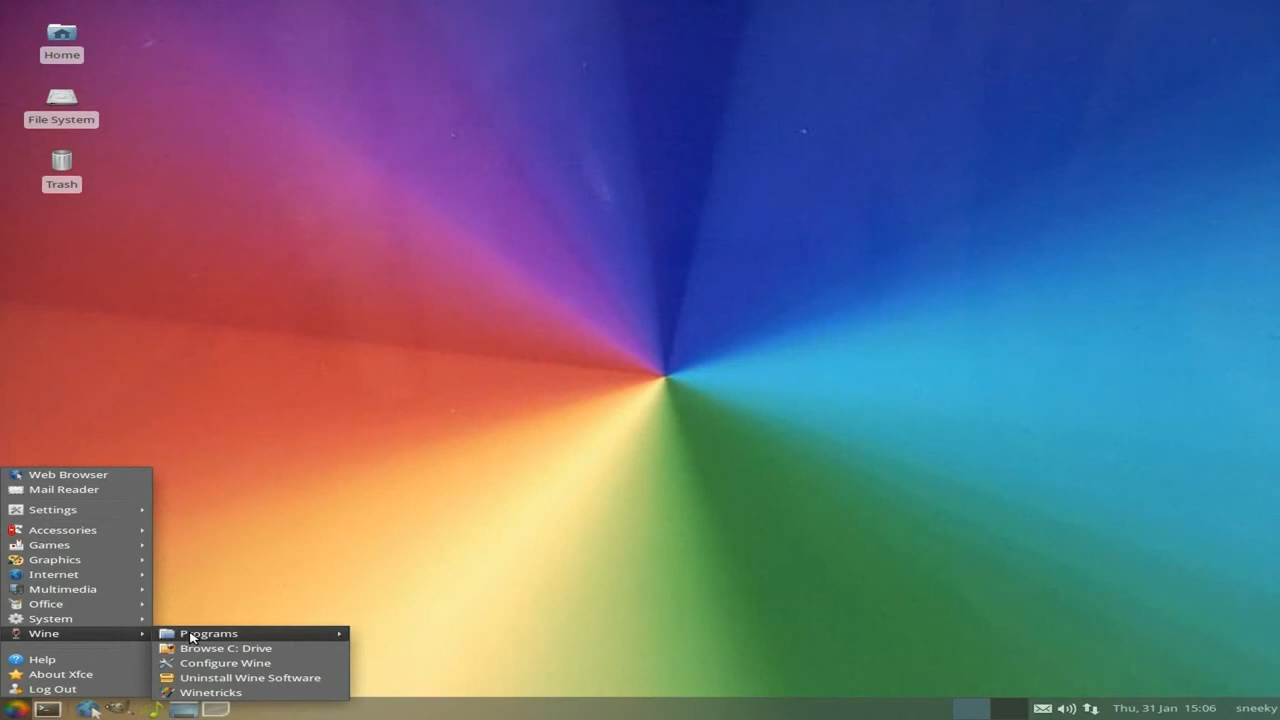 Home
File System
Trash
Web Browser
Mail Reader
Settings
Accessories
Games
Graphics
Internet
Multimedia
Office
System
Wine
Help
About Xfce
Log Out
Programs
Browse C: Drive
Configure Wine
Uninstall Wine Software
Winetricks
Thu, 31 Jan 15:06 sneeky